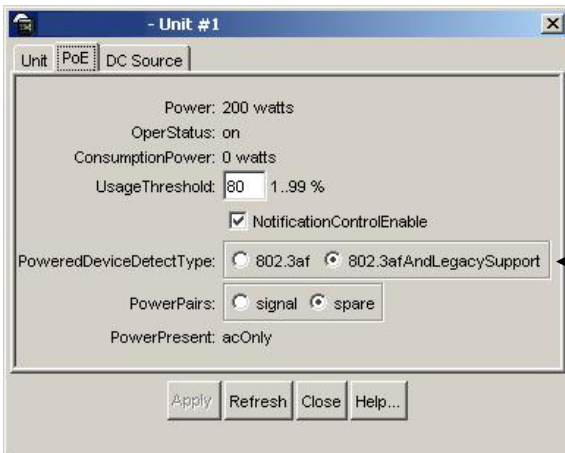 - Unit #1
Unit PoE DC Source
Power: 200 watts
OperStatus: on
ConsumptionPower: 0 watts
UsageThreshold: 80 1..99 %
NotificationControlEnable
PoweredDeviceDetectType: 802.3af 802.3afAndLegacySupport
PowerPairs: signal spare
PowerPresent: acOnly
Apply Refresh Close Help...